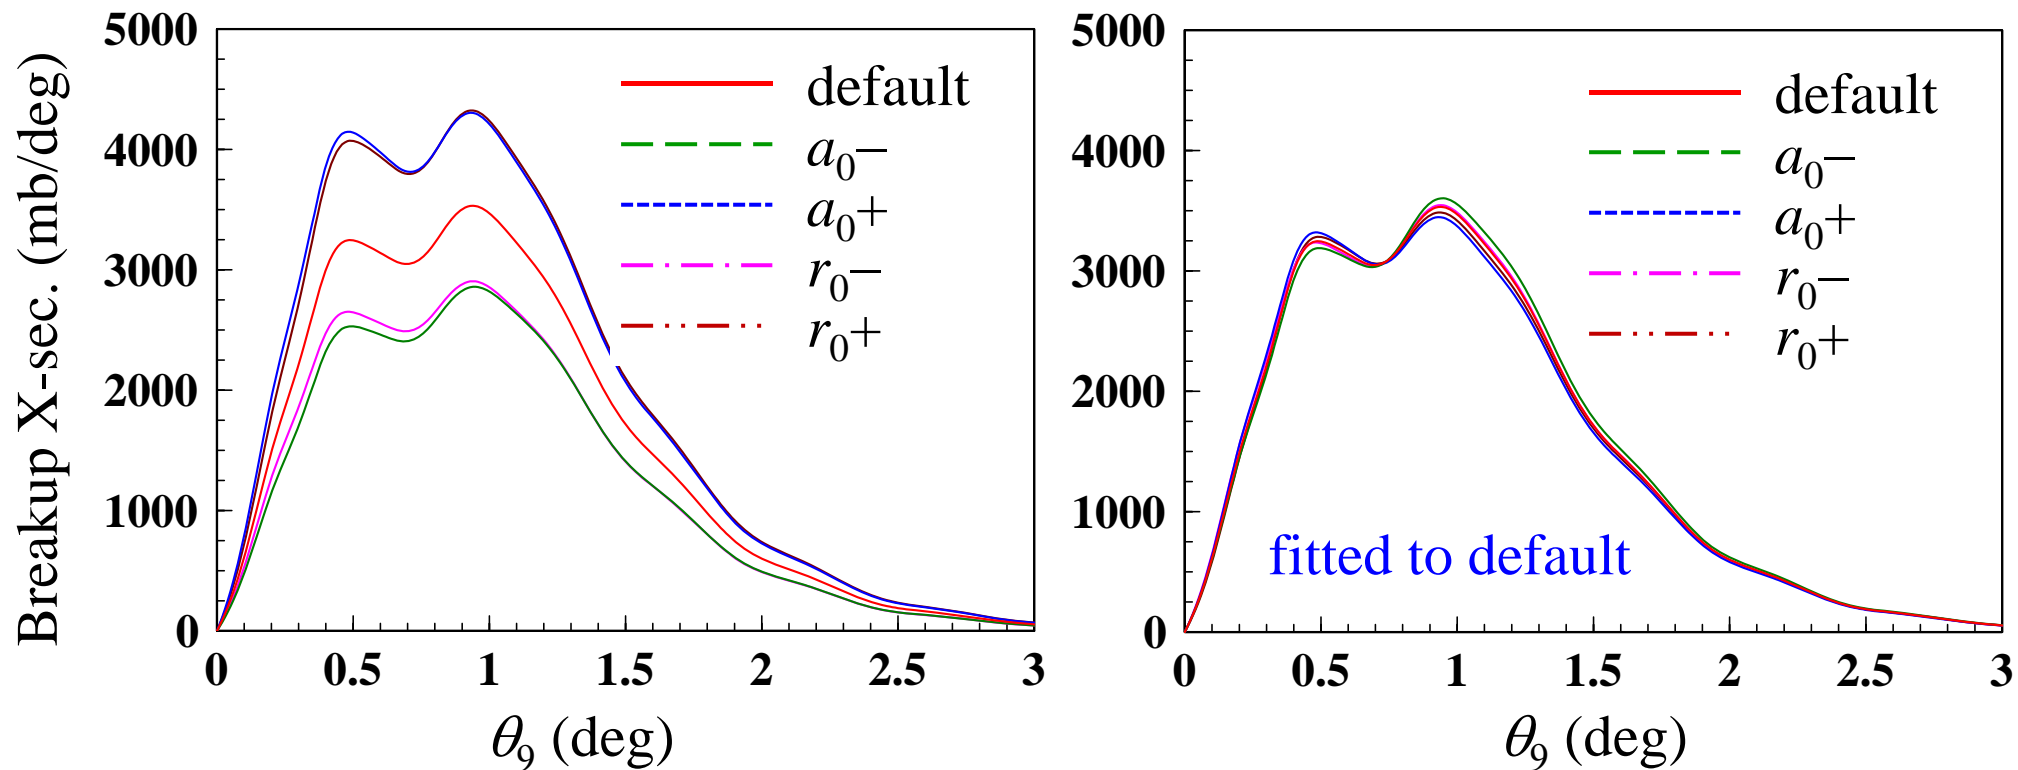 Breakup X-sec. (mb/deg)
5000
4000
3000
2000
1000
0
default
a₀−
a₀+
r₀−
r₀+
0 0.5 1 1.5 2 2.5 3
θ₉ (deg)
5000
4000
3000
2000
1000
0
default
a₀−
a₀+
r₀−
r₀+
fitted to default
0 0.5 1 1.5 2 2.5 3
θ₉ (deg)